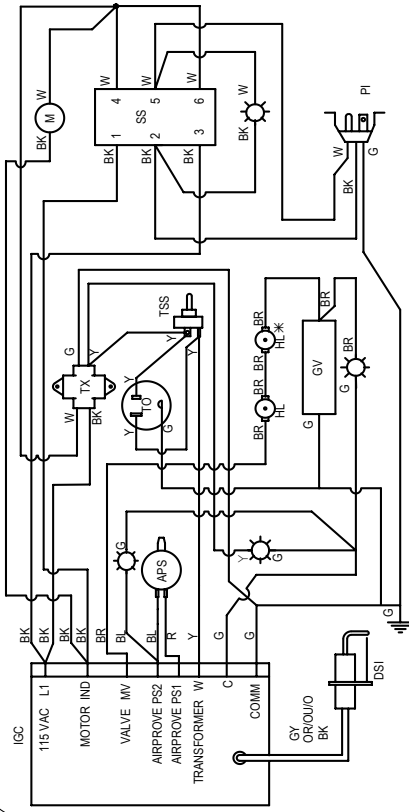 IGC
115 VAC L1
MOTOR IND
VALVE MV
AIRPROVE PS2
AIRPROVE PS1
TRANSFORMER W
C
COMM
BK
BK
BK
BK
BR
BL
BL
R
Y
G
G
GY
OR/OU/O
BK
DSI
G
W
BK
TX
G
Y
Y
TO
G
Y
Y
Y
TSS
G
APS
Y
G
BR
HL
BR
BR
HL
*
BR
G
GV
BR
G
BR
BK
M
W
BK
1
4
W
BK
2
SS
5
W
BK
3
6
W
BK
W
W
BK
G
PI